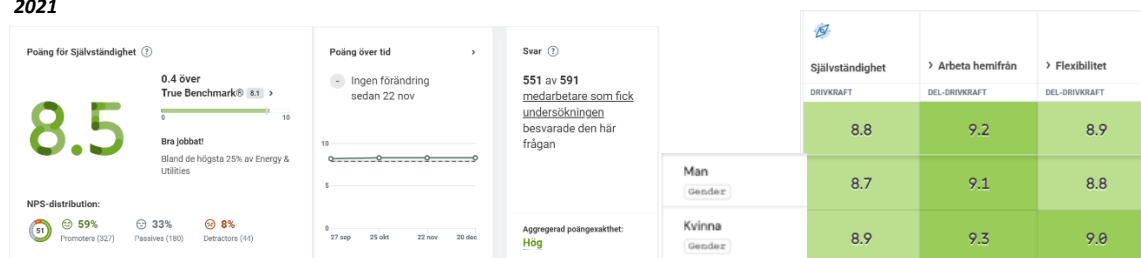 2021
Poäng för Självständighet ?
8.5
0.4 över
True Benchmark® 8.1 >
0 10
Bra jobbat!
Bland de högsta 25% av Energy &
Utilities
NPS-distribution:
51
59%
Promoters (327)
33%
Passives (180)
8%
Detractors (44)
Poäng över tid >
- Ingen förändring
sedan 22 nov
10
5
0
27 sep 25 okt 22 nov 20 dec
Svar ?
551 av 591
medarbetare som fick
undersökningen
besvarade den här
frågan
Aggregerad poängexakthet:
Hög
Självständighet > Arbeta hemifrån > Flexibilitet
DRIVKRAFT DEL-DRIVKRAFT DEL-DRIVKRAFT
8.8 9.2 8.9
Man
Gender
8.7 9.1 8.8
Kvinna
Gender
8.9 9.3 9.0